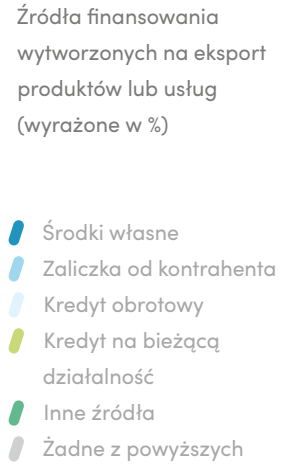 Źródła finansowania
wytworzonych na eksport
produktów lub usług
(wyrażone w %)
Środki własne
Zaliczka od kontrahenta
Kredyt obrotowy
Kredyt na bieżącą
działalność
Inne źródła
Żadne z powyższych